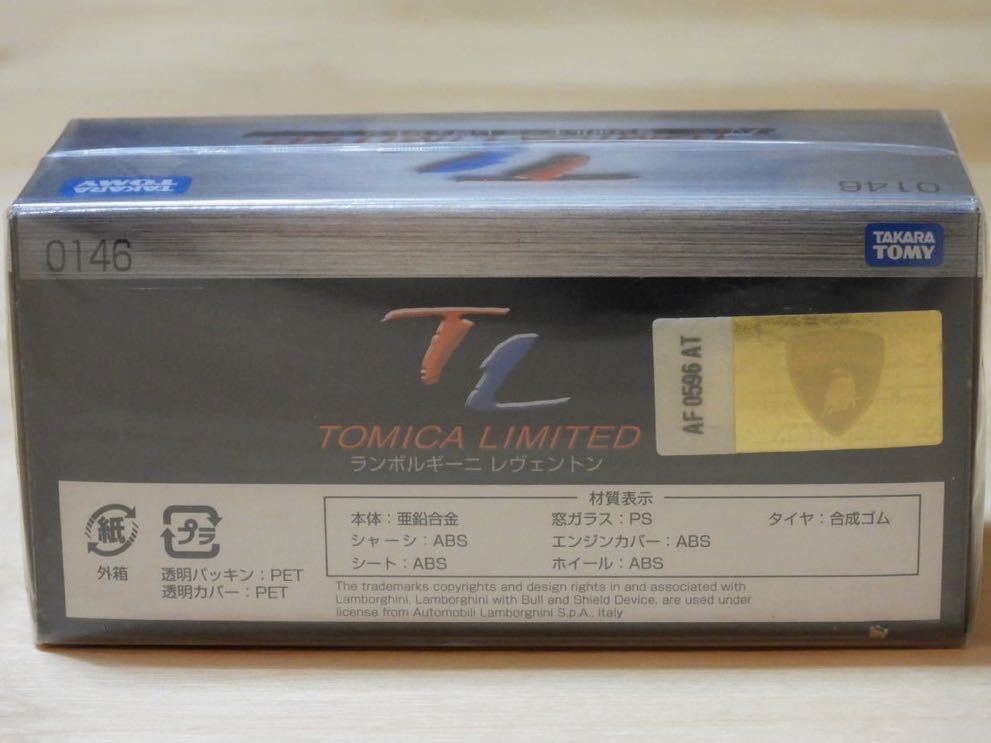 TAKARA
TOMY
0146
0146
TAKARA
TOMY
TL
AF 0596 AT
TOMICA LIMITED
ランボルギーニ レヴェントン
材質表示
本体:亜鉛合金
窓ガラス:PS
タイヤ:合成ゴム
シャーシ:ABS
エンジンカバー:ABS
シート:ABS
ホイール:ABS
紙
プラ
外箱
透明パッキン:PET
透明カバー:PET
The trademarks copyrights and design rights in and associated with
Lamborghini, Lamborghini with Bull and Shield Device, are used under
license from Automobili Lamborghini S.p.A., Italy